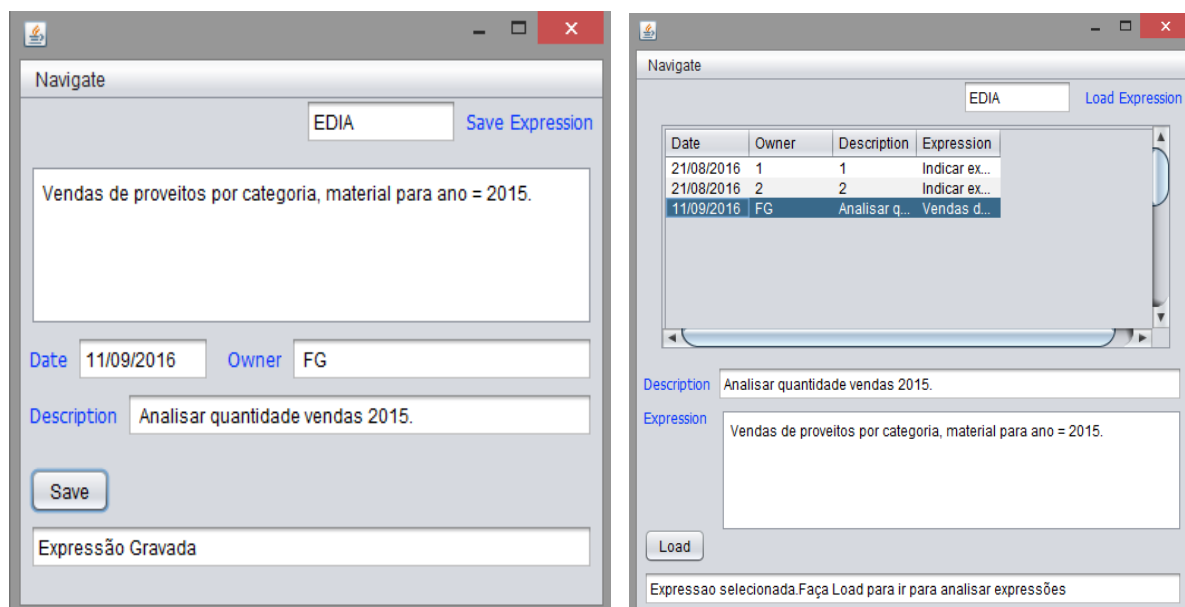 Navigate
EDIA Save Expression
Vendas de proveitos por categoria, material para ano = 2015.
Date 11/09/2016 Owner FG
Description Analisar quantidade vendas 2015.
Save
Expressão Gravada
Navigate
EDIA Load Expression
Date Owner Description Expression
21/08/2016 1 1 Indicar ex...
21/08/2016 2 2 Indicar ex...
11/09/2016 FG Analisar q... Vendas d...
Description Analisar quantidade vendas 2015.
Expression Vendas de proveitos por categoria, material para ano = 2015.
Load
Expressao selecionada.Faça Load para ir para analisar expressões